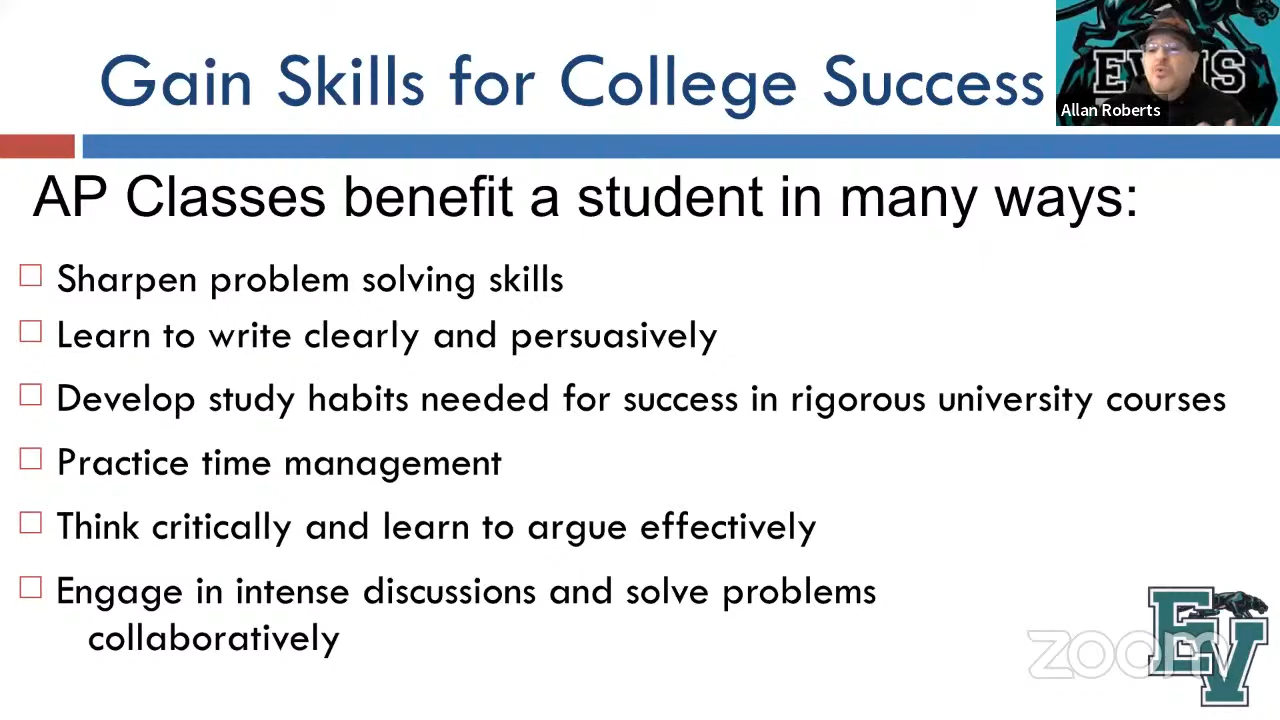 Gain Skills for College Success
EVANS
Allan Roberts
AP Classes benefit a student in many ways:
Sharpen problem solving skills
Learn to write clearly and persuasively
Develop study habits needed for success in rigorous university courses
Practice time management
Think critically and learn to argue effectively
Engage in intense discussions and solve problems
collaboratively
zoom
EV